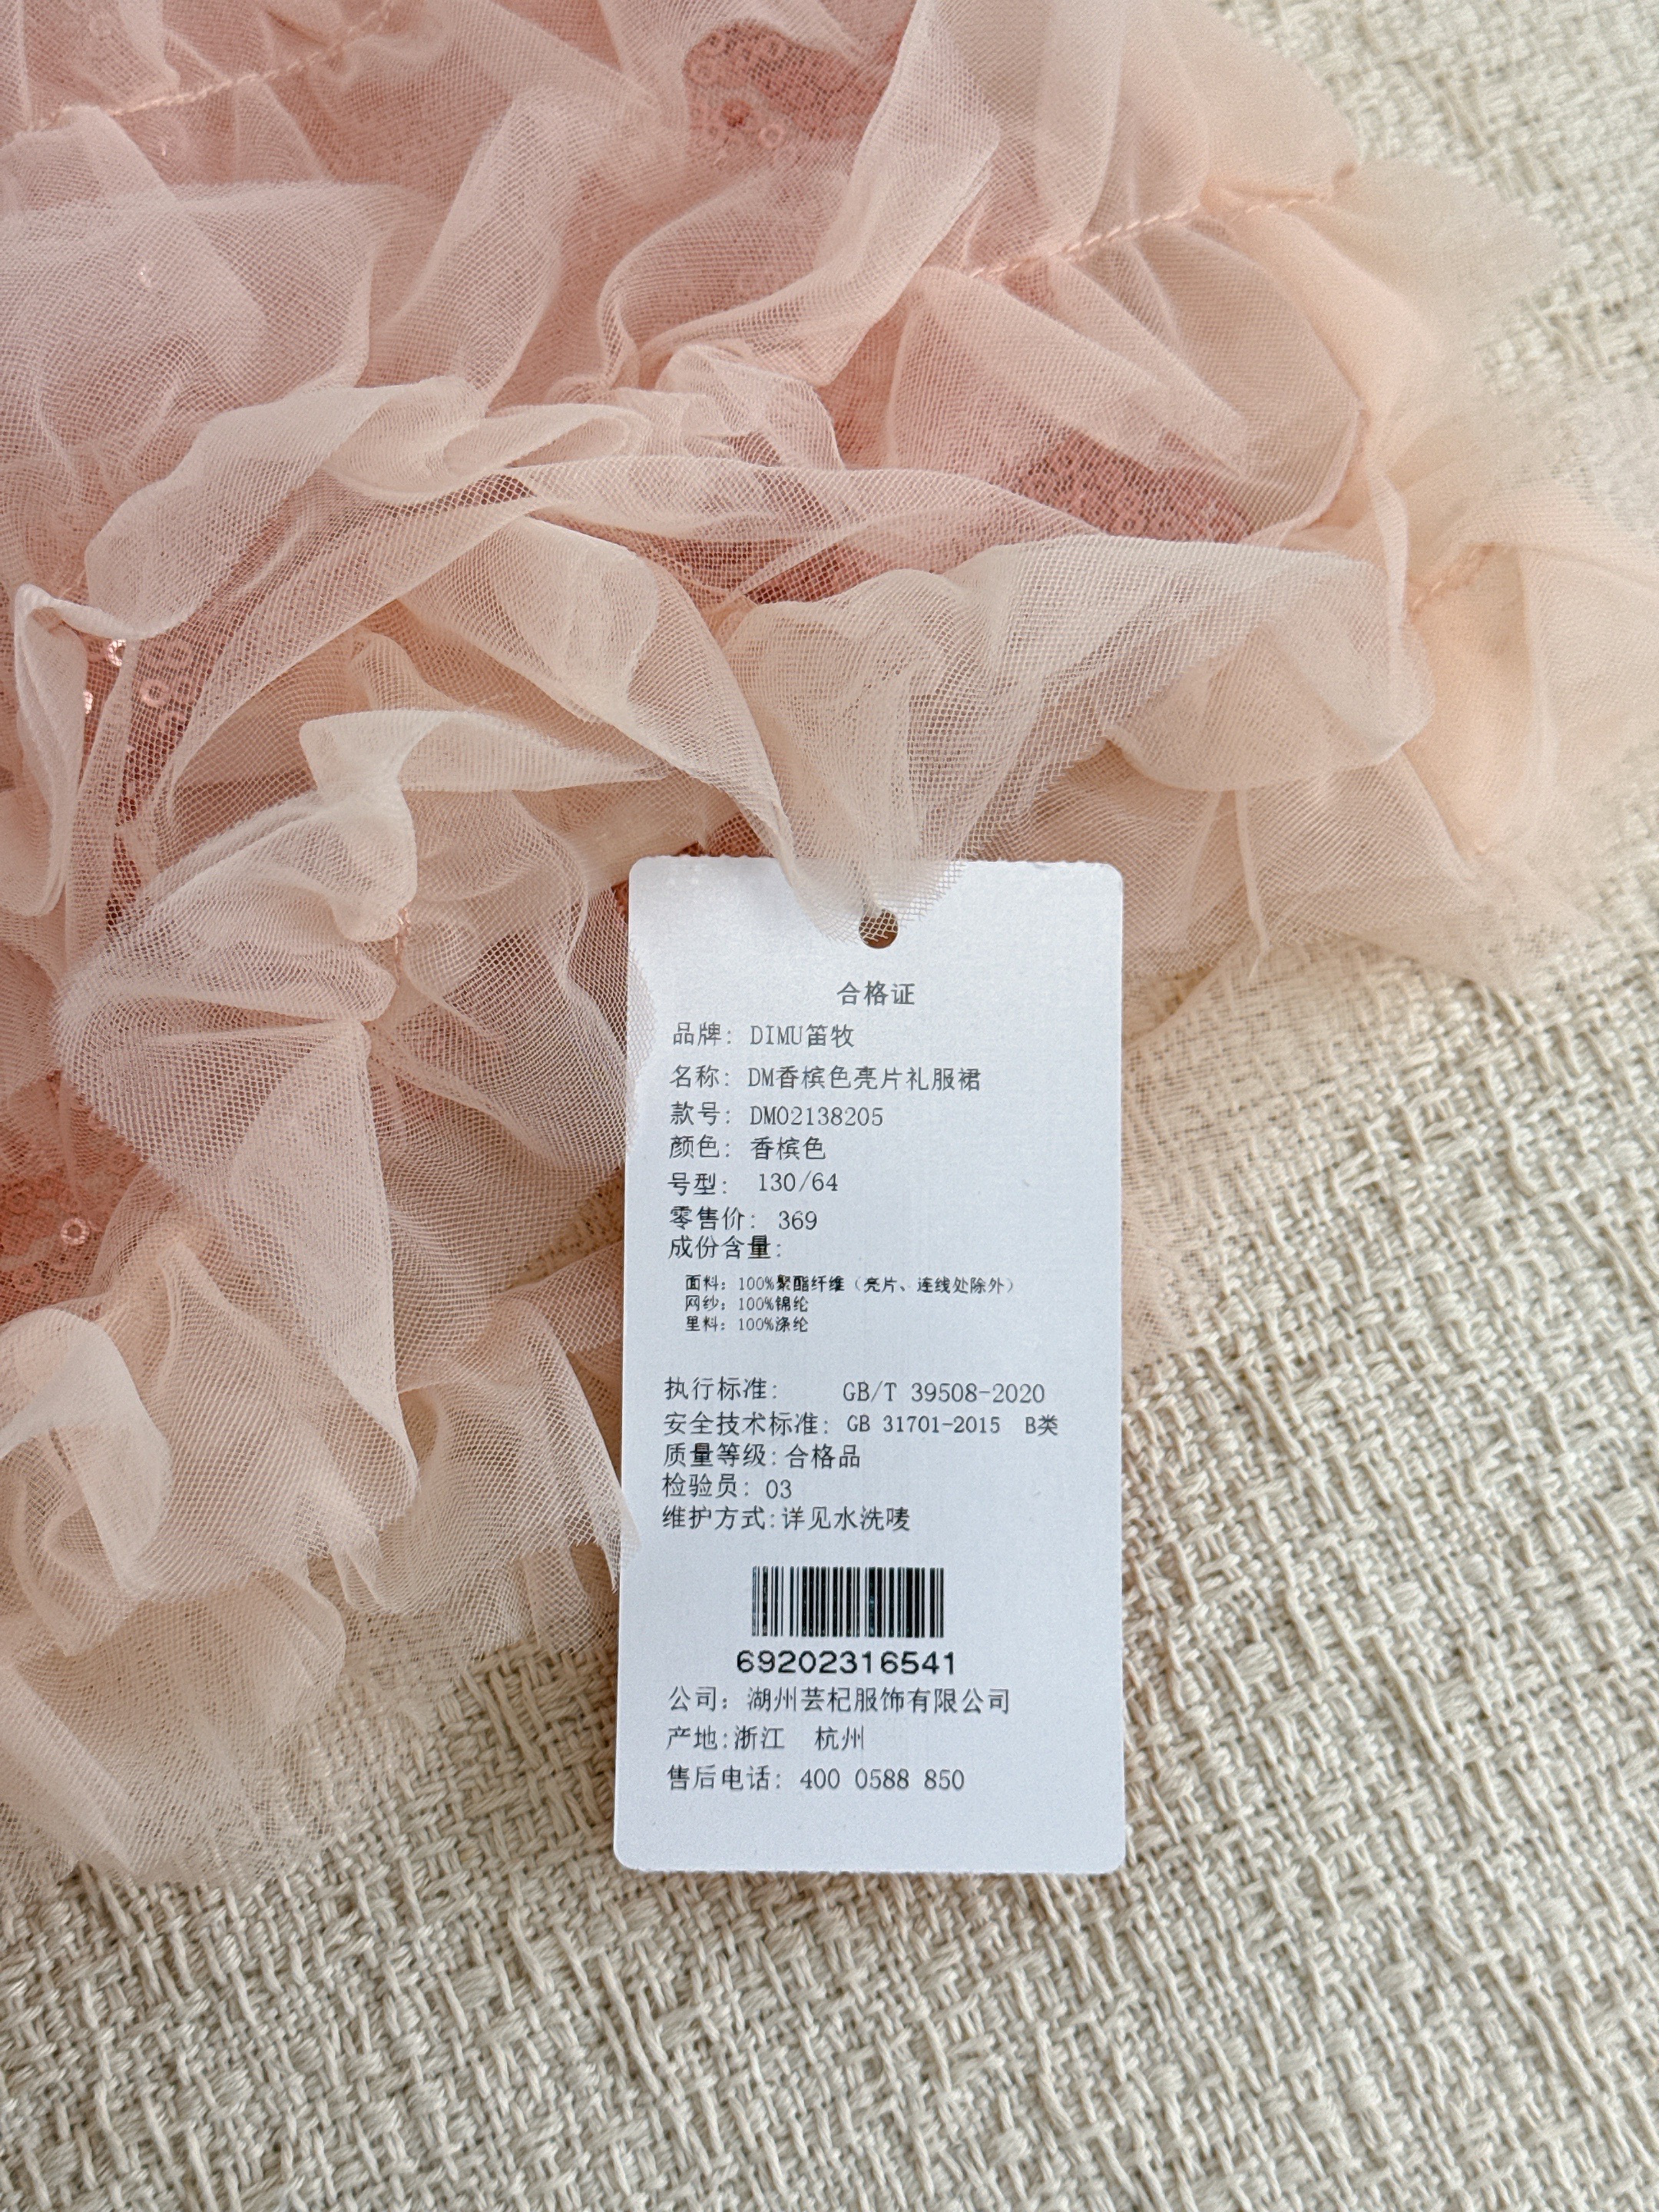 合格证
品牌: DIMU笛牧
名称: DM香槟色亮片礼服裙
款号: DM02138205
颜色: 香槟色
号型: 130/64
零售价: 369
成份含量:
面料: 100%聚酯纤维（亮片、连线处除外）
网纱: 100%锦纶
里料: 100%涤纶
执行标准: GB/T 39508-2020
安全技术标准: GB 31701-2015 B类
质量等级:合格品
检验员: 03
维护方式:详见水洗唛
69202316541
公司: 湖州芸杞服饰有限公司
产地:浙江 杭州
售后电话: 400 0588 850